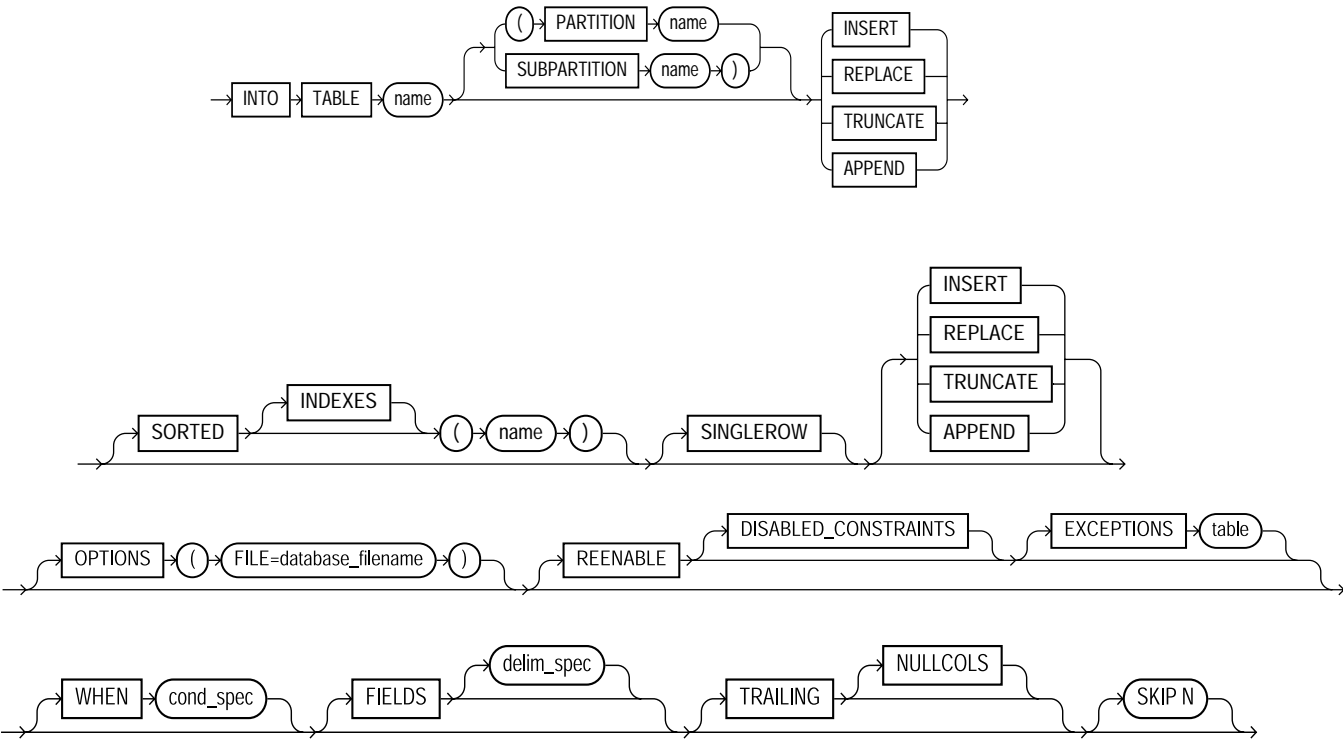 ( PARTITION name
SUBPARTITION name )
INTO TABLE name
INSERT
REPLACE
TRUNCATE
APPEND
INSERT
REPLACE
TRUNCATE
APPEND
SORTED INDEXES ( name ) SINGLEROW
OPTIONS ( FILE=database_filename ) REENABLE DISABLED_CONSTRAINTS EXCEPTIONS table
WHEN cond_spec FIELDS delim_spec TRAILING NULLCOLS SKIP N